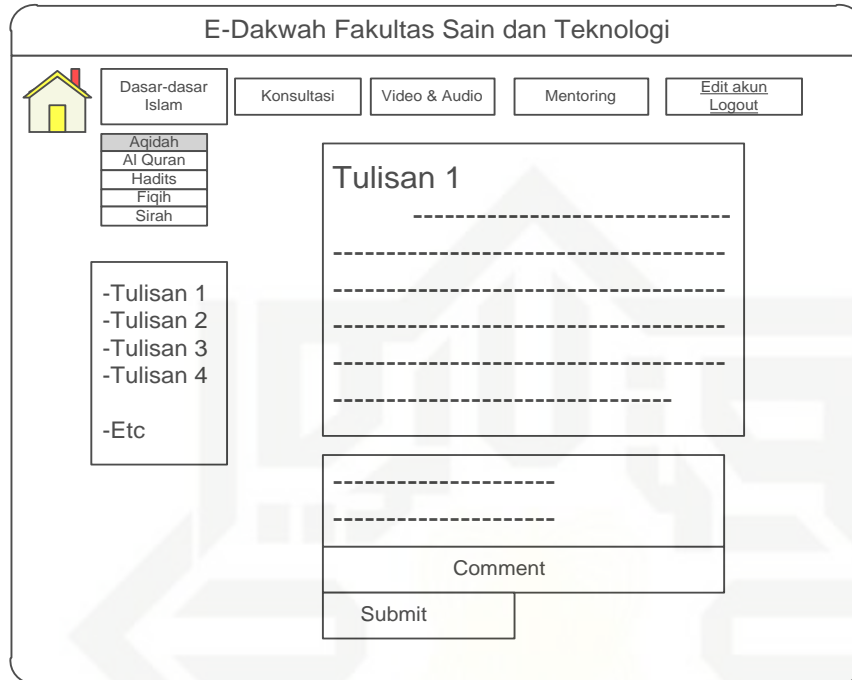 E-Dakwah Fakultas Sain dan Teknologi
Dasar-dasar
Islam
Konsultasi
Video & Audio
Mentoring
Edit akun
Logout
Aqidah
Al Quran
Hadits
Fiqih
Sirah
-Tulisan 1
-Tulisan 2
-Tulisan 3
-Tulisan 4
-Etc
Tulisan 1
------------------------------
-------------------------------------
-------------------------------------
-------------------------------------
-------------------------------------
--------------------------------
---------------------
---------------------
Comment
Submit